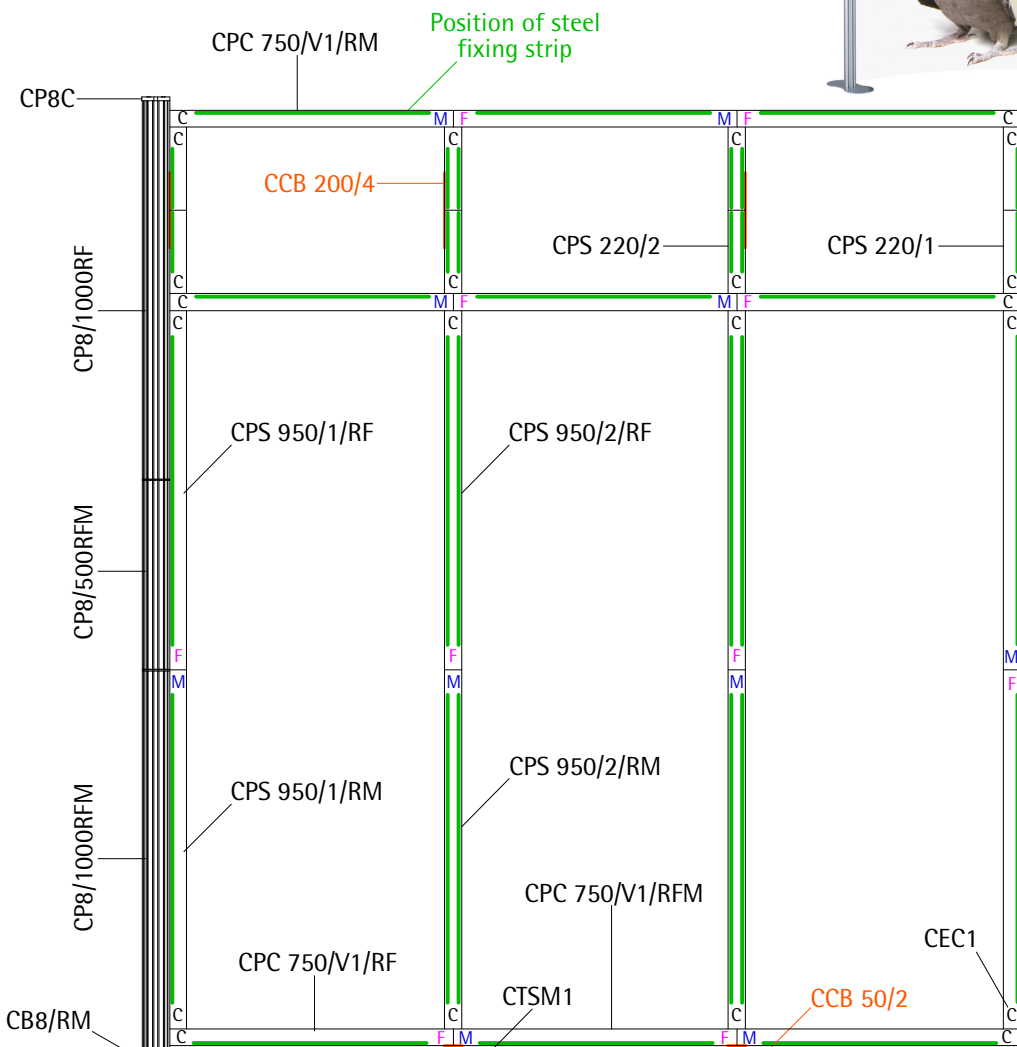 Position of steel
fixing strip
CPC 750/V1/RM
CP8C
C M F M F C
C C C C
CCB 200/4
CPS 220/2
CPS 220/1
C C C C
C M F M F C
C C C C
CP8/1000RF
CPS 950/1/RF
CPS 950/2/RF
CP8/500RFM
F F F M
M M M F
CPS 950/2/RM
CPS 950/1/RM
CP8/1000RFM
CPC 750/V1/RFM
CEC1
CPC 750/V1/RF
CTSM1
CCB 50/2
CB8/RM
C C C C
C F M F M C